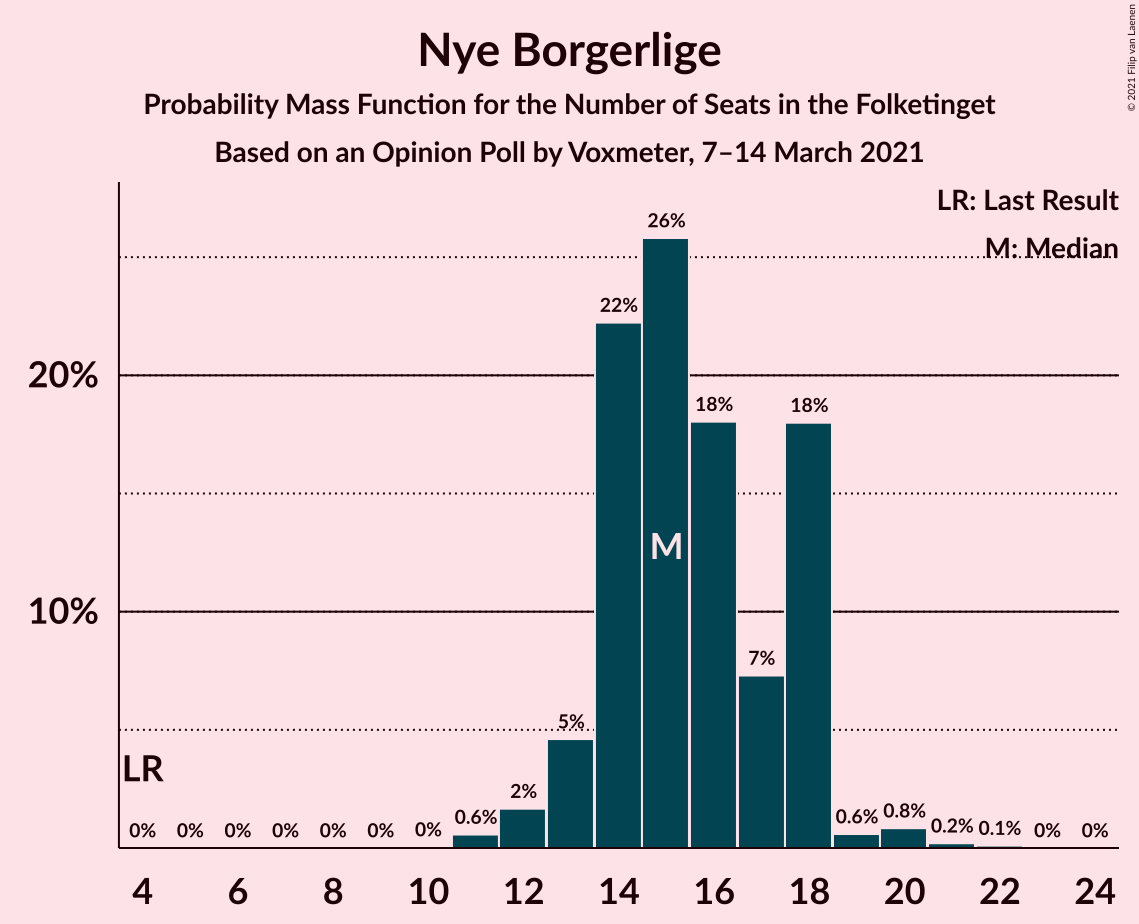 Nye Borgerlige
Probability Mass Function for the Number of Seats in the Folketinget
Based on an Opinion Poll by Voxmeter, 7–14 March 2021
© 2021 Filip van Laenen
LR: Last Result
M: Median
26%
22%
20%
18% 18%
M
10%
7%
5%
LR
2%
0% 0% 0% 0% 0% 0% 0% 0.6% 0.6% 0.8% 0.2% 0.1% 0% 0%
4 6 8 10 12 14 16 18 20 22 24